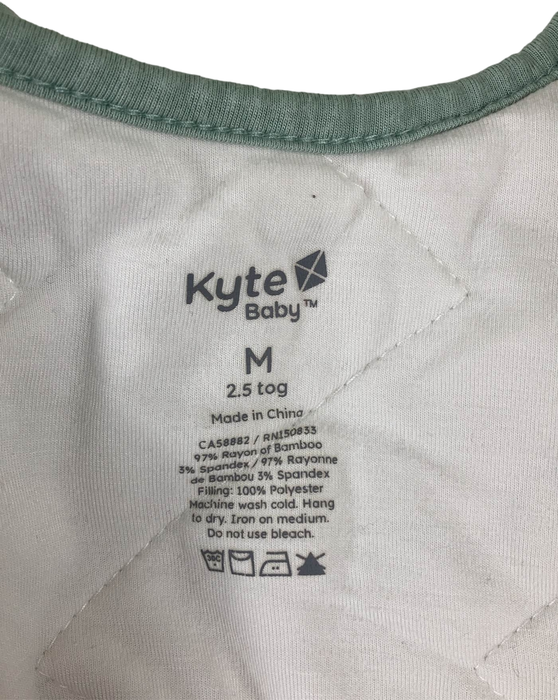 Kyte
Baby™
M
2.5 tog
Made in China
CA58882 / RN150833
97% Rayon of Bamboo
3% Spandex / 97% Rayonne
de Bambou 3% Spandex
Filling: 100% Polyester
Machine wash cold. Hang
to dry. Iron on medium.
Do not use bleach.
30C